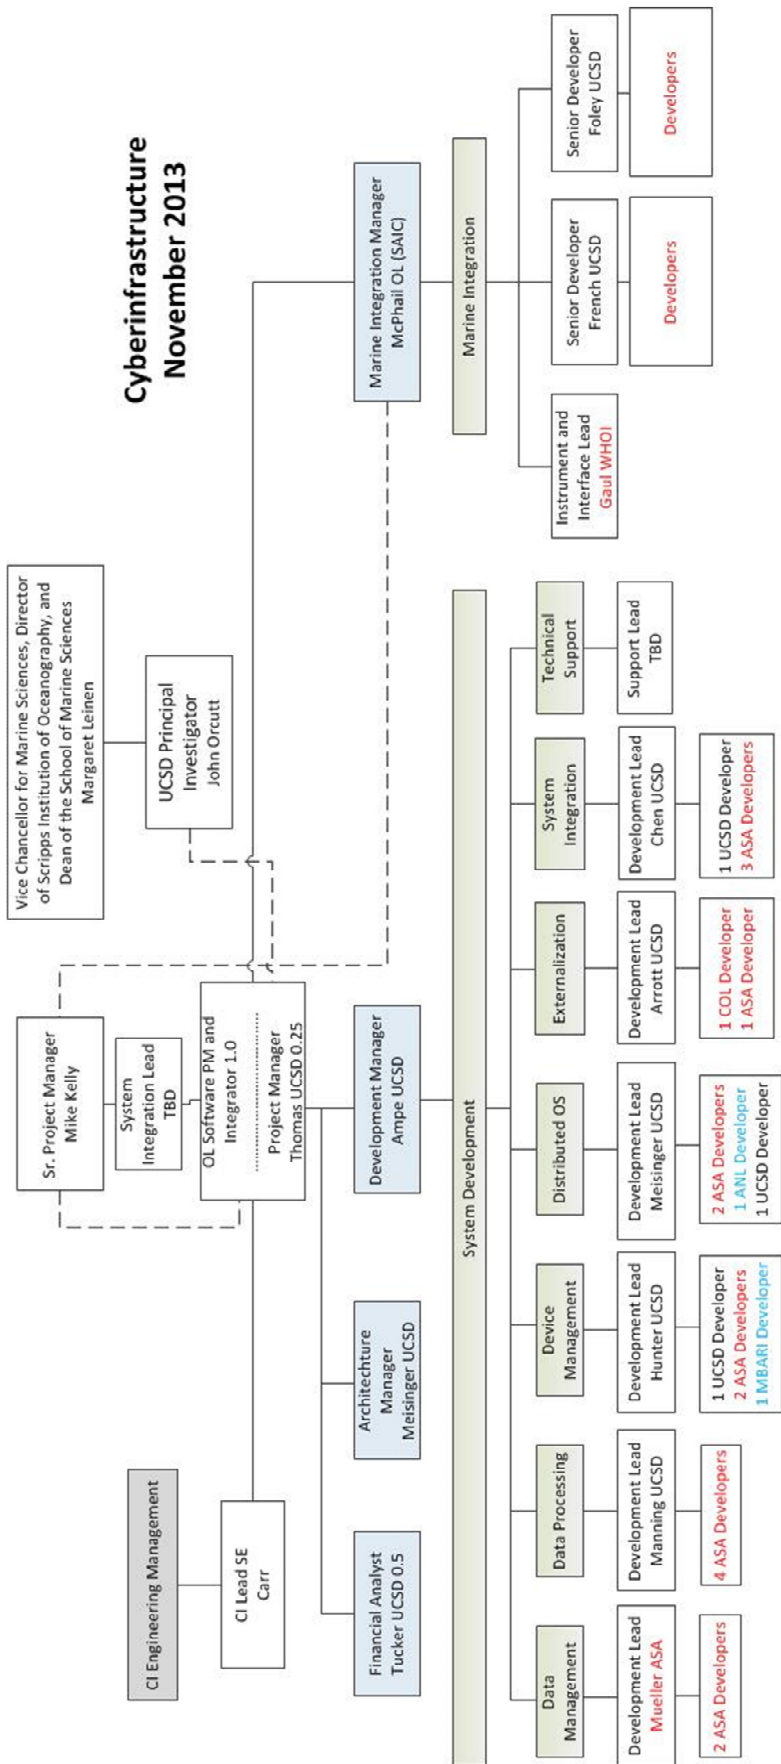 Cyberinfrastructure
November 2013
Vice Chancellor for Marine Sciences, Director
of Scripps Institution of Oceanography, and
Dean of the School of Marine Sciences
Margaret Leinen
UCSD Principal
Investigator
John Orcutt
Sr. Project Manager
Mike Kelly
System
Integration Lead
TBD
OL Software PM and
Integrator 1.0
Project Manager
Thomas UCSD 0.25
CI Engineering Management
CI Lead SE
Carr
Financial Analyst
Tucker UCSD 0.5
Architechture
Manager
Meisinger UCSD
Development Manager
Ampe UCSD
Marine Integration Manager
McPhail OL (SAIC)
System Development
Data
Management
Development Lead
Mueller ASA
2 ASA Developers
Data Processing
Development Lead
Manning UCSD
4 ASA Developers
Device
Management
Development Lead
Hunter UCSD
1 UCSD Developer
2 ASA Developers
1 MBARI Developer
Distributed OS
Development Lead
Meisinger UCSD
2 ASA Developers
1 ANL Developer
1 UCSD Developer
Externalization
Development Lead
Arrott UCSD
1 COL Developer
1 ASA Developer
System
Integration
Development Lead
Chen UCSD
1 UCSD Developer
3 ASA Developers
Technical
Support
Support Lead
TBD
Marine Integration
Instrument and
Interface Lead
Gaul WHOI
Senior Developer
French UCSD
Developers
Senior Developer
Foley UCSD
Developers